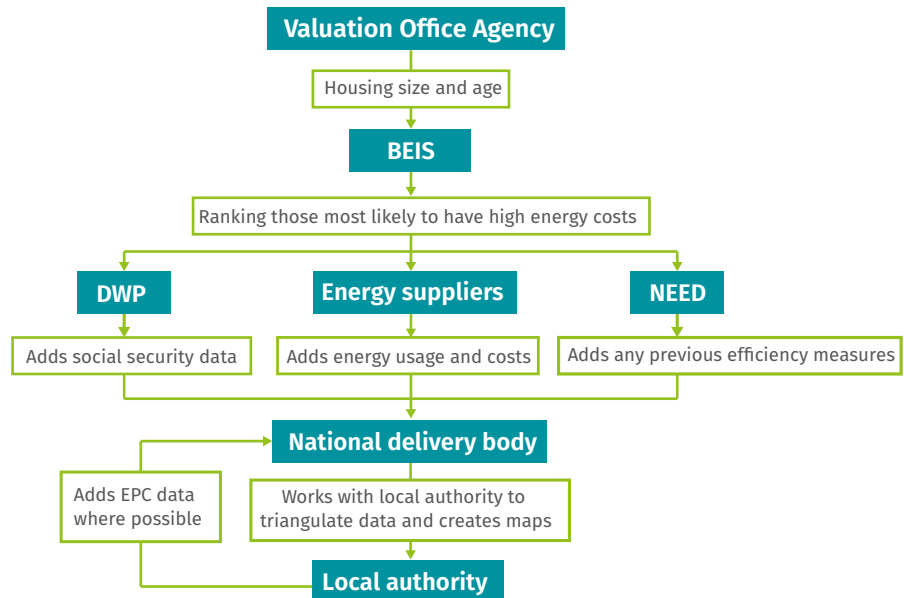 Valuation Office Agency
Housing size and age
BEIS
Ranking those most likely to have high energy costs
DWP
Energy suppliers
NEED
Adds social security data
Adds energy usage and costs
Adds any previous efficiency measures
National delivery body
Adds EPC data
where possible
Works with local authority to
triangulate data and creates maps
Local authority